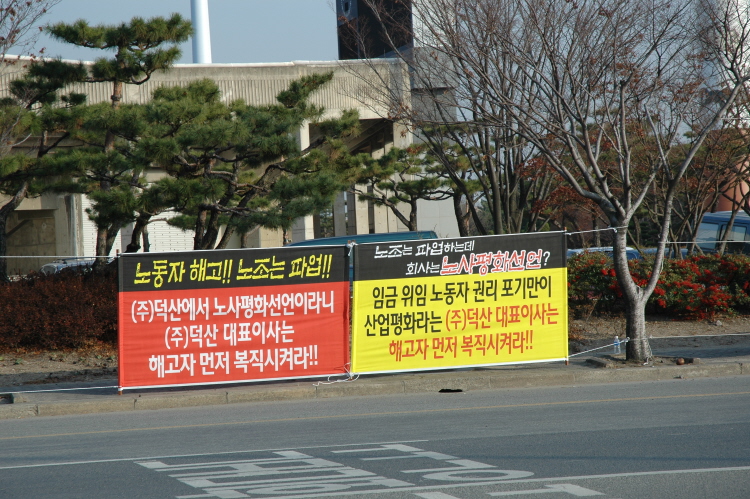 노동자 해고!! 노조는 파업!!
(주)덕산에서 노사평화선언이라니
(주)덕산 대표이사는
해고자 먼저 복직시켜라!!
노조는 파업하는데
회사는 노사평화선언?
임금 위임 노동자 권리 포기만이
산업평화라는 (주)덕산 대표이사는
해고자 먼저 복직시켜라!!